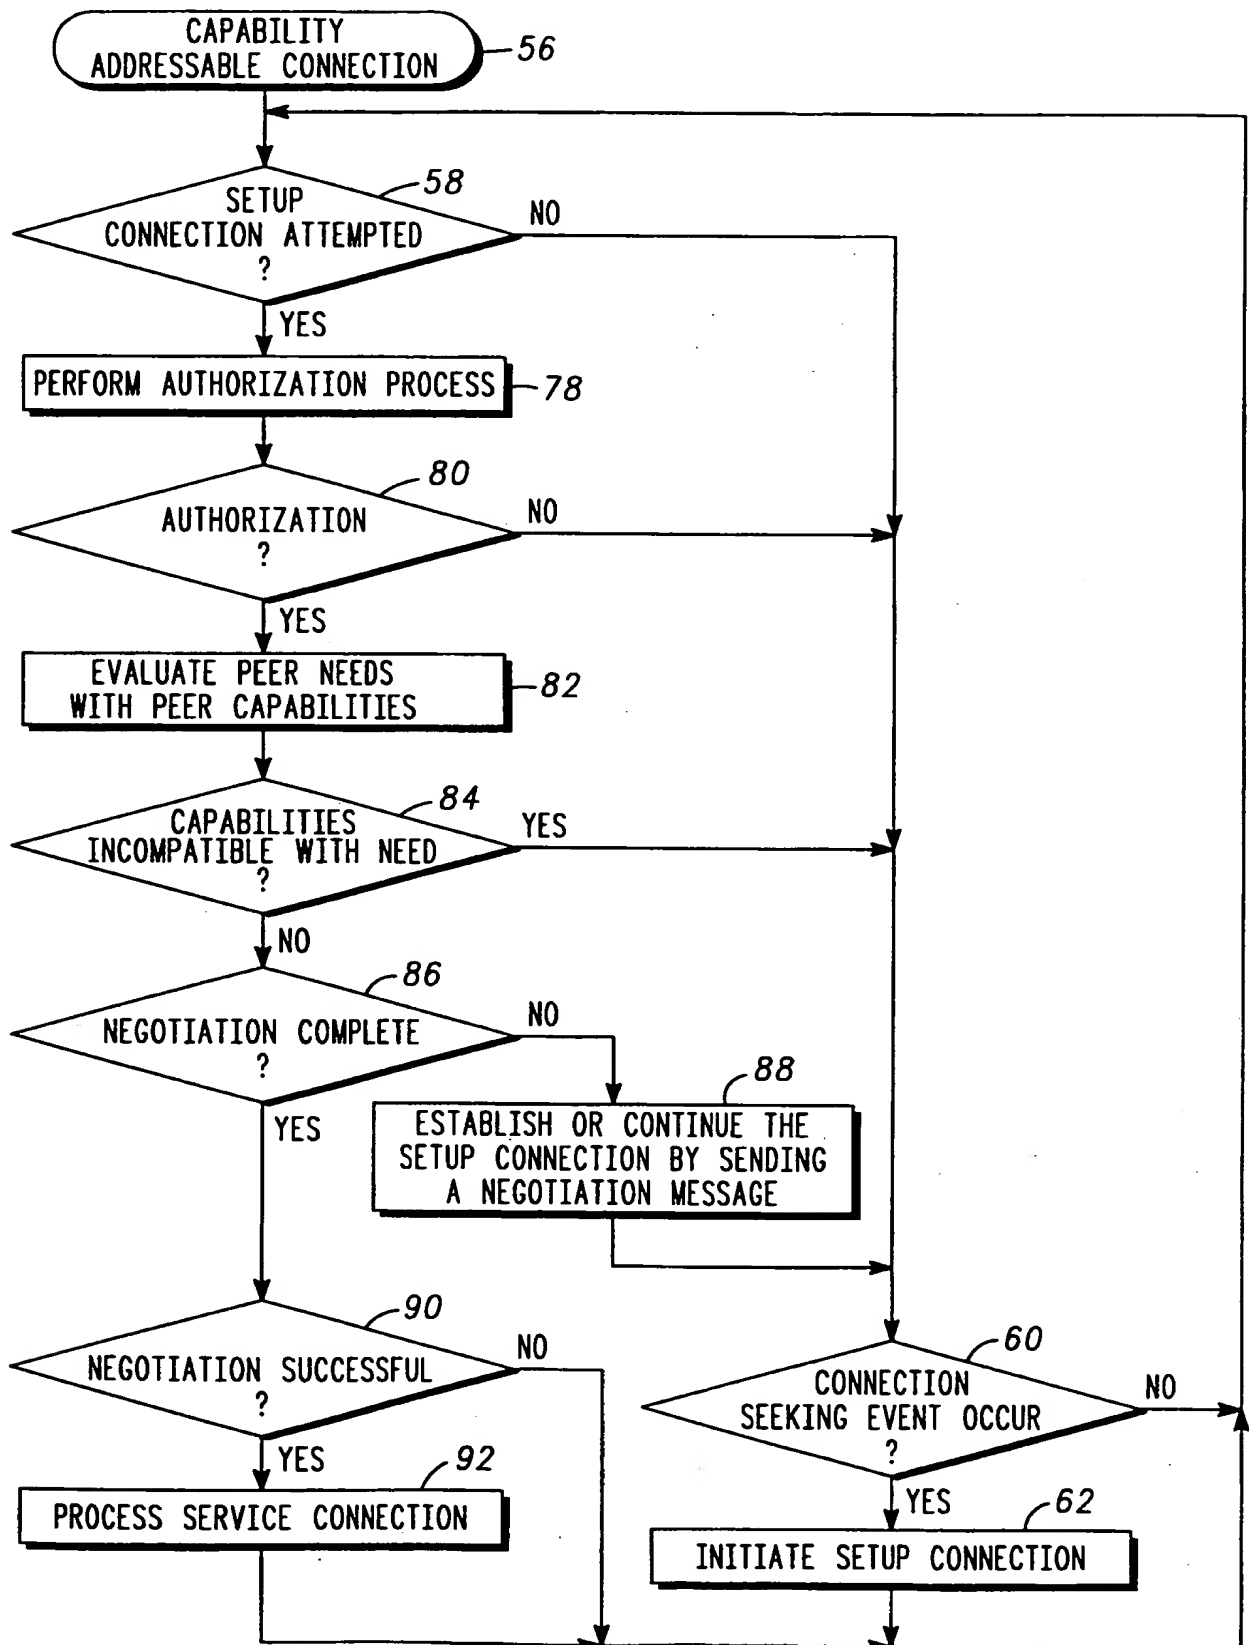 CAPABILITY
ADDRESSABLE CONNECTION
56
SETUP
CONNECTION ATTEMPTED
?
58
NO
YES
PERFORM AUTHORIZATION PROCESS
78
AUTHORIZATION
?
80
NO
YES
EVALUATE PEER NEEDS
WITH PEER CAPABILITIES
82
CAPABILITIES
INCOMPATIBLE WITH NEED
?
84
YES
NO
NEGOTIATION COMPLETE
?
86
NO
YES
88
ESTABLISH OR CONTINUE THE
SETUP CONNECTION BY SENDING
A NEGOTIATION MESSAGE
NEGOTIATION SUCCESSFUL
?
90
NO
YES
92
PROCESS SERVICE CONNECTION
60
CONNECTION
SEEKING EVENT OCCUR
?
NO
YES
62
INITIATE SETUP CONNECTION